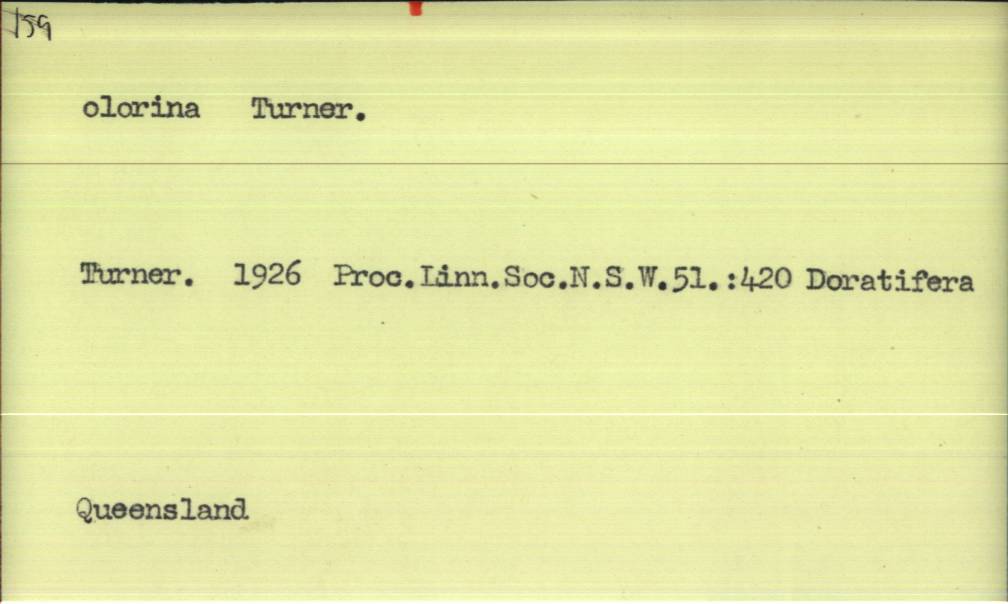 159
olorina Turner.
Turner. 1926 Proc.Linn.Soc.N.S.W.51.:420 Doratifera
Queensland